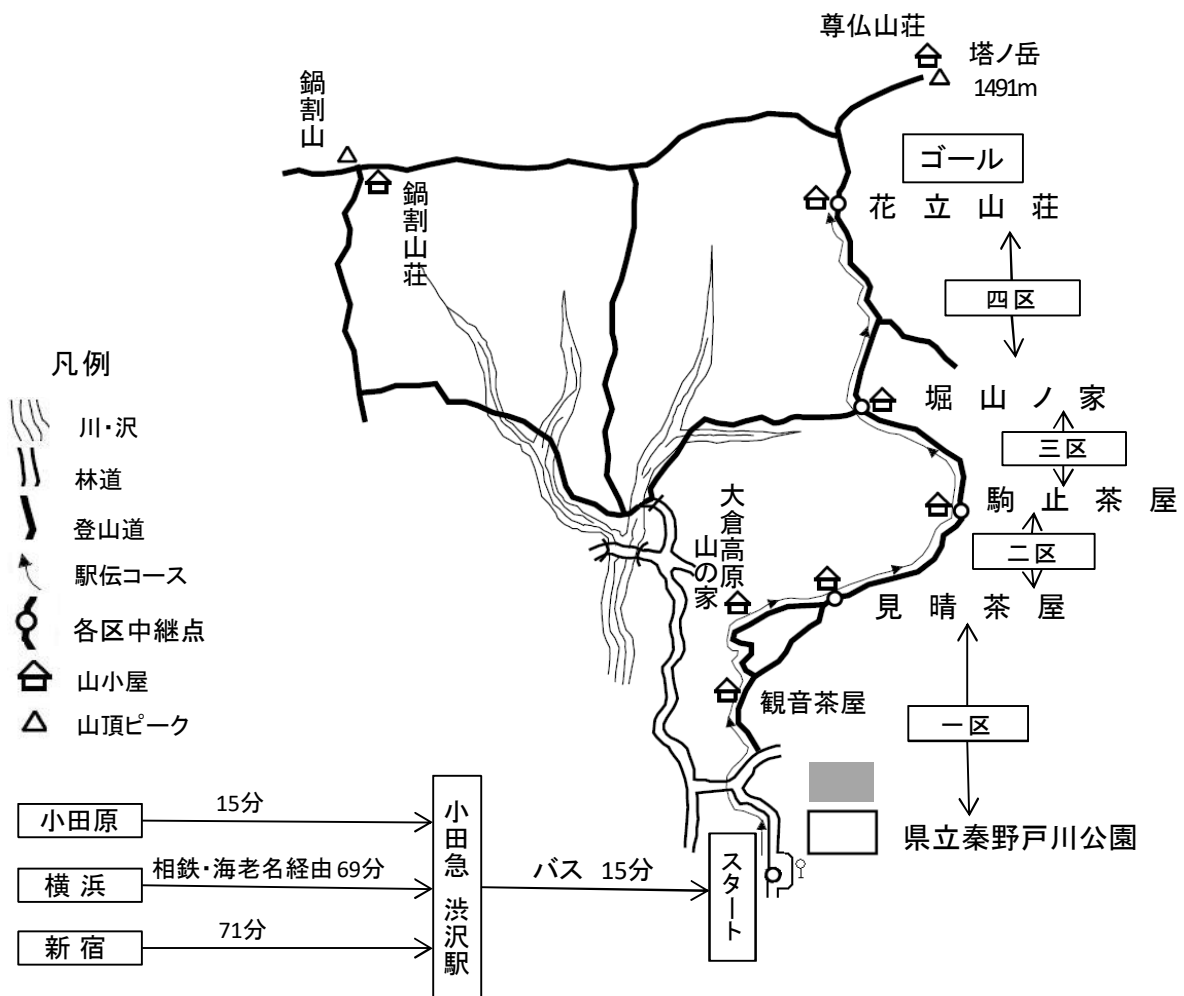 尊仏山荘
塔ノ岳
1491m
鍋割山
ゴール
花立山荘
鍋割山荘
四区
凡例
川・沢
林道
登山道
駅伝コース
各区中継点
山小屋
山頂ピーク
堀山ノ家
三区
駒止茶屋
大倉高原
山の家
二区
見晴茶屋
観音茶屋
一区
県立秦野戸川公園
小田原
15分
横浜
相鉄・海老名経由 69分
新宿
71分
小田急 渋沢駅
バス 15分
スタート